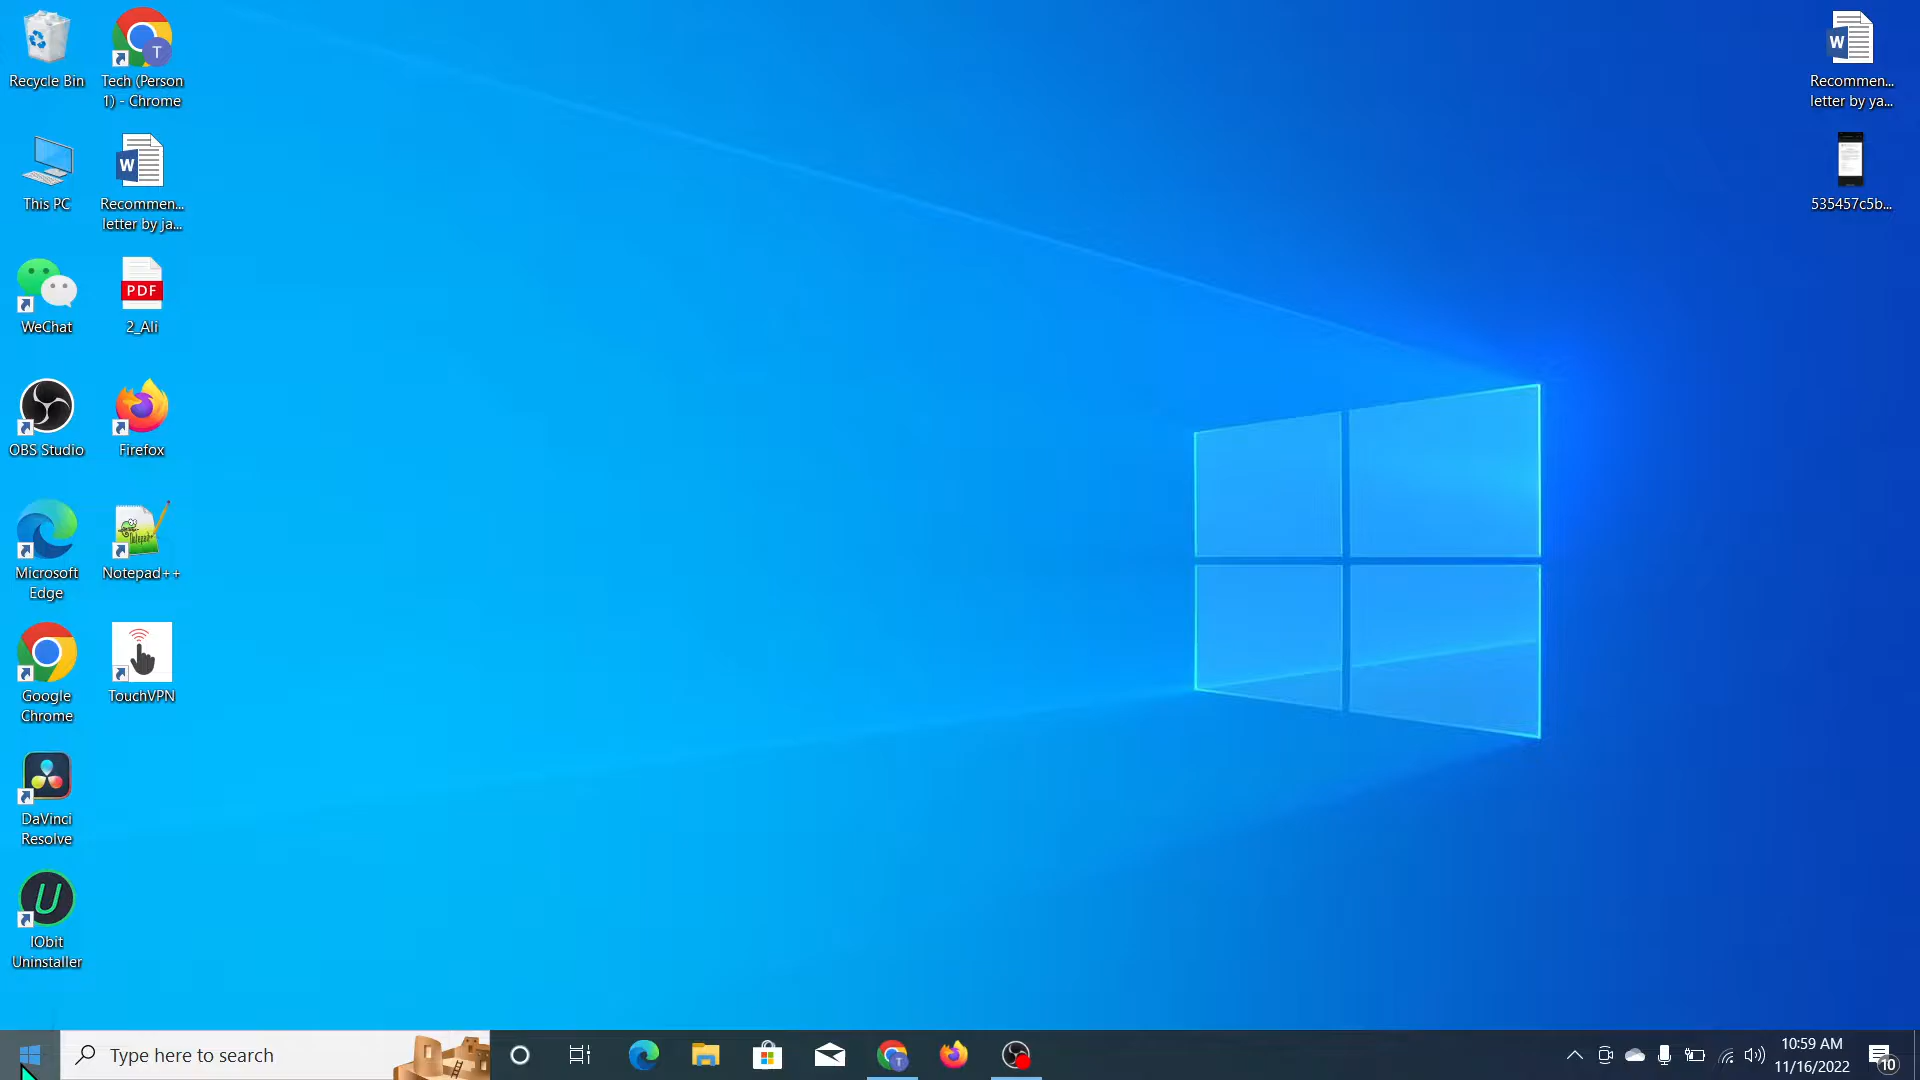 Recycle Bin
Tech (Person
1) - Chrome
This PC
Recommen...
letter by ja...
WeChat
PDF
2_Ali
OBS Studio
Firefox
Microsoft
Edge
Notepad++
Google
Chrome
TouchVPN
DaVinci
Resolve
IObit
Uninstaller
Recommen...
letter by ya...
535457c5b...
Type here to search
10:59 AM
11/16/2022
10